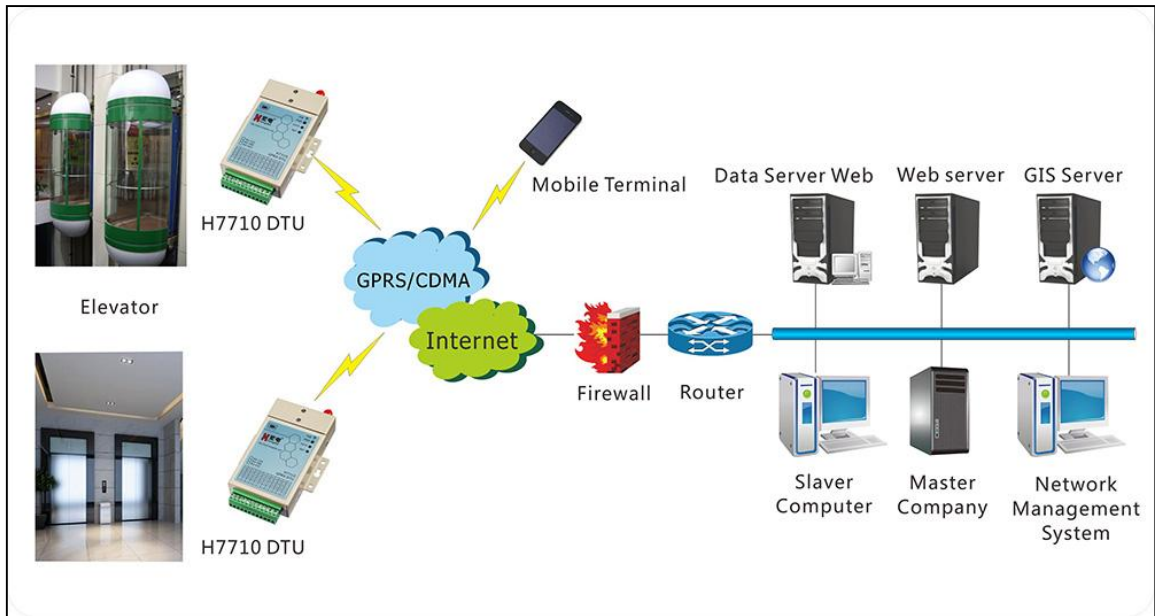 H7710 DTU
Elevator
H7710 DTU
Mobile Terminal
GPRS/CDMA
Internet
Firewall
Router
Data Server Web
Web server
GIS Server
Slaver
Computer
Master
Company
Network
Management
System